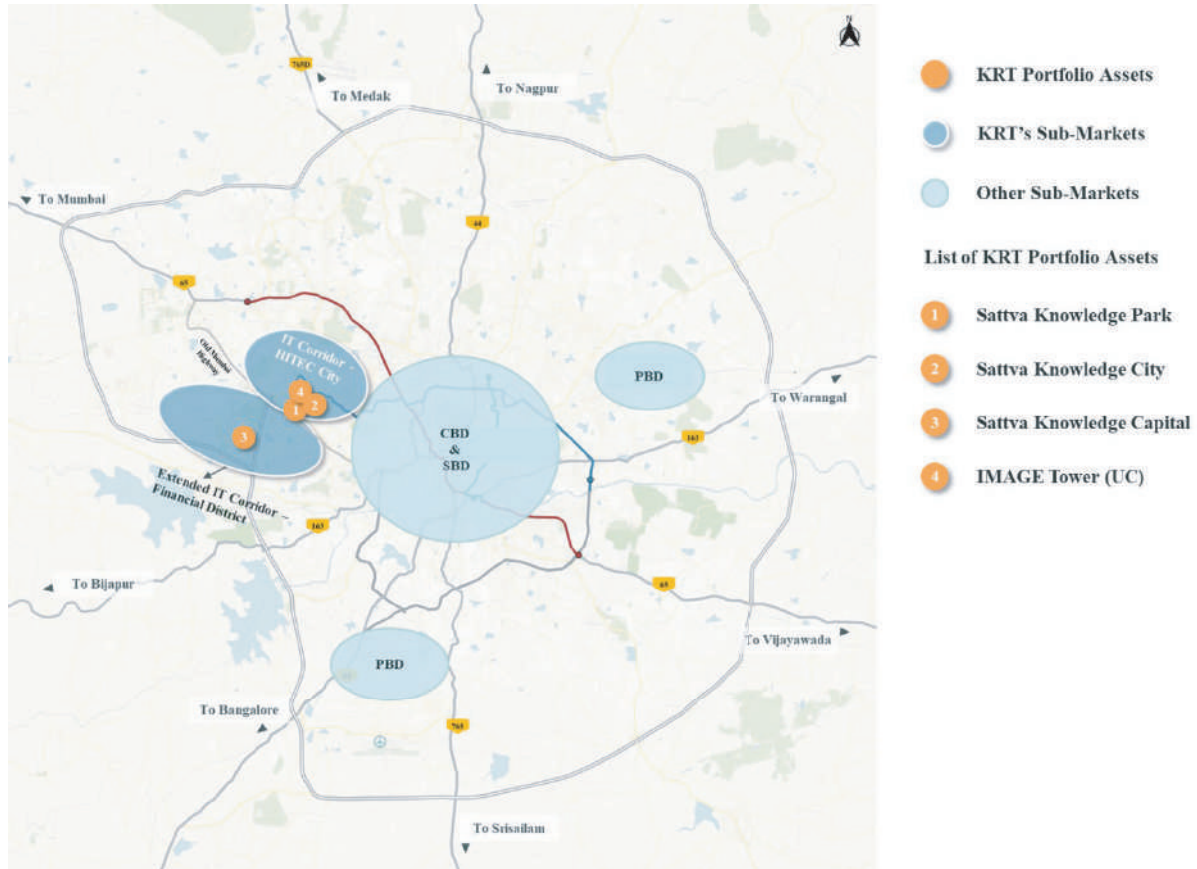 N
765D
To Medak
To Nagpur
To Mumbai
44
65
Old Mumbai
Highway
IT Corridor -
HITEC City
4
1
2
3
Extended IT Corridor –
Financial District
CBD
&
SBD
PBD
To Warangal
163
163
To Bijapur
65
To Vijayawada
PBD
To Bangalore
765
To Srisailam
KRT Portfolio Assets
KRT's Sub-Markets
Other Sub-Markets
List of KRT Portfolio Assets
1 Sattva Knowledge Park
2 Sattva Knowledge City
3 Sattva Knowledge Capital
4 IMAGE Tower (UC)